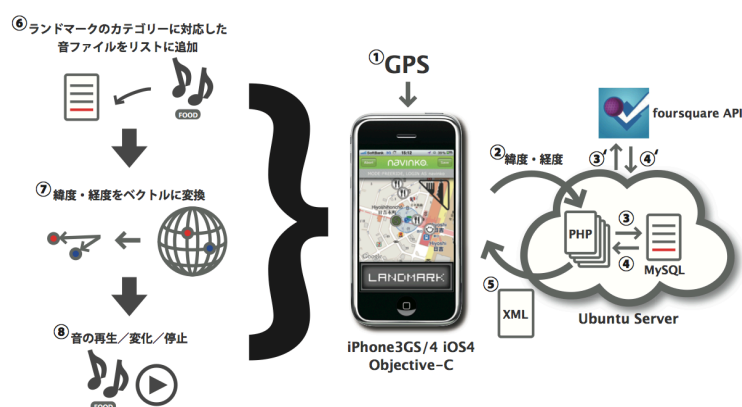 ⑥ランドマークのカテゴリーに対応した
音ファイルをリストに追加
FOOD
⑦緯度・経度をベクトルに変換
⑧音の再生／変化／停止
FOOD
①GPS
navinko.
LANDMARK
iPhone3GS/4 iOS4
Objective-C
②緯度・経度
foursquare API
③′
④′
PHP
③
④
MySQL
⑤
XML
Ubuntu Server